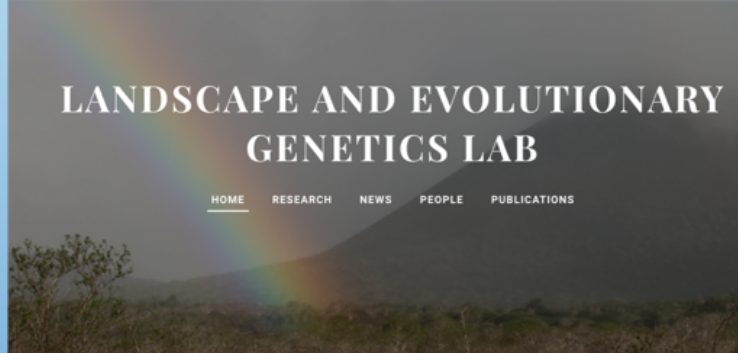 LANDSCAPE AND EVOLUTIONARY
GENETICS LAB
HOME RESEARCH NEWS PEOPLE PUBLICATIONS